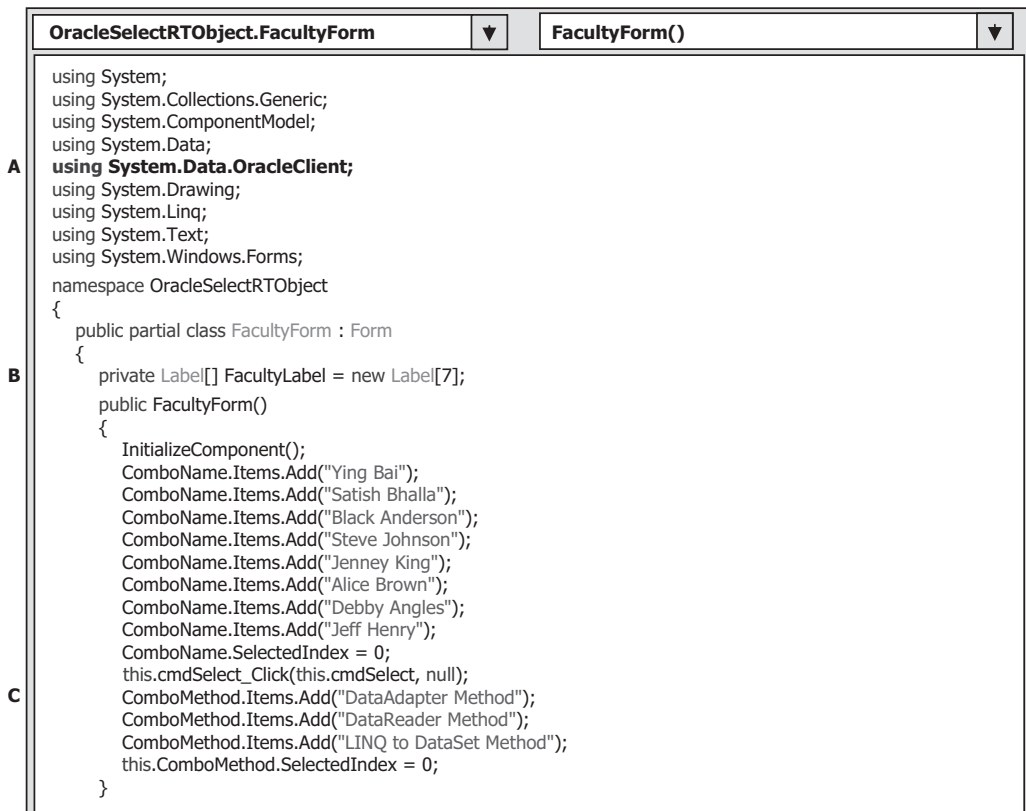 OracleSelectRTObject.FacultyForm FacultyForm()
using System;
using System.Collections.Generic;
using System.ComponentModel;
using System.Data;
A using System.Data.OracleClient;
using System.Drawing;
using System.Linq;
using System.Text;
using System.Windows.Forms;
namespace OracleSelectRTObject
{
public partial class FacultyForm : Form
{
B private Label[] FacultyLabel = new Label[7];
public FacultyForm()
{
InitializeComponent();
ComboName.Items.Add("Ying Bai");
ComboName.Items.Add("Satish Bhalla");
ComboName.Items.Add("Black Anderson");
ComboName.Items.Add("Steve Johnson");
ComboName.Items.Add("Jenney King");
ComboName.Items.Add("Alice Brown");
ComboName.Items.Add("Debby Angles");
ComboName.Items.Add("Jeff Henry");
ComboName.SelectedIndex = 0;
this.cmdSelect_Click(this.cmdSelect, null);
C ComboMethod.Items.Add("DataAdapter Method");
ComboMethod.Items.Add("DataReader Method");
ComboMethod.Items.Add("LINQ to DataSet Method");
this.ComboMethod.SelectedIndex = 0;
}